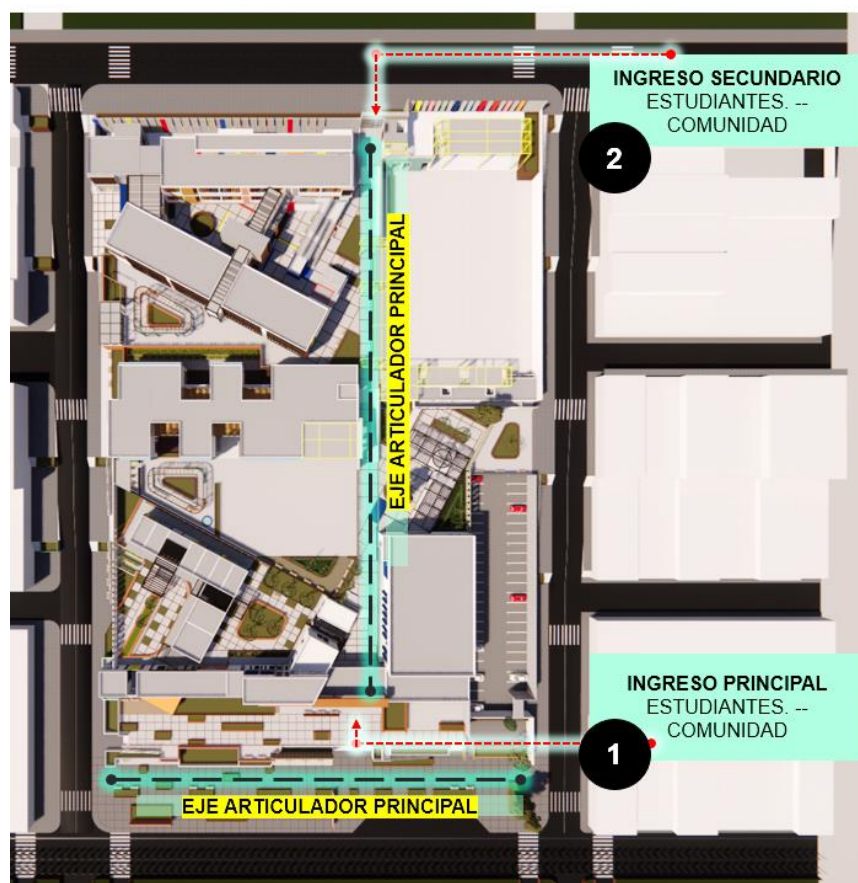 INGRESO SECUNDARIO
ESTUDIANTES. --
COMUNIDAD
2
EJE ARTICULADOR PRINCIPAL
INGRESO PRINCIPAL
ESTUDIANTES. --
COMUNIDAD
1
EJE ARTICULADOR PRINCIPAL